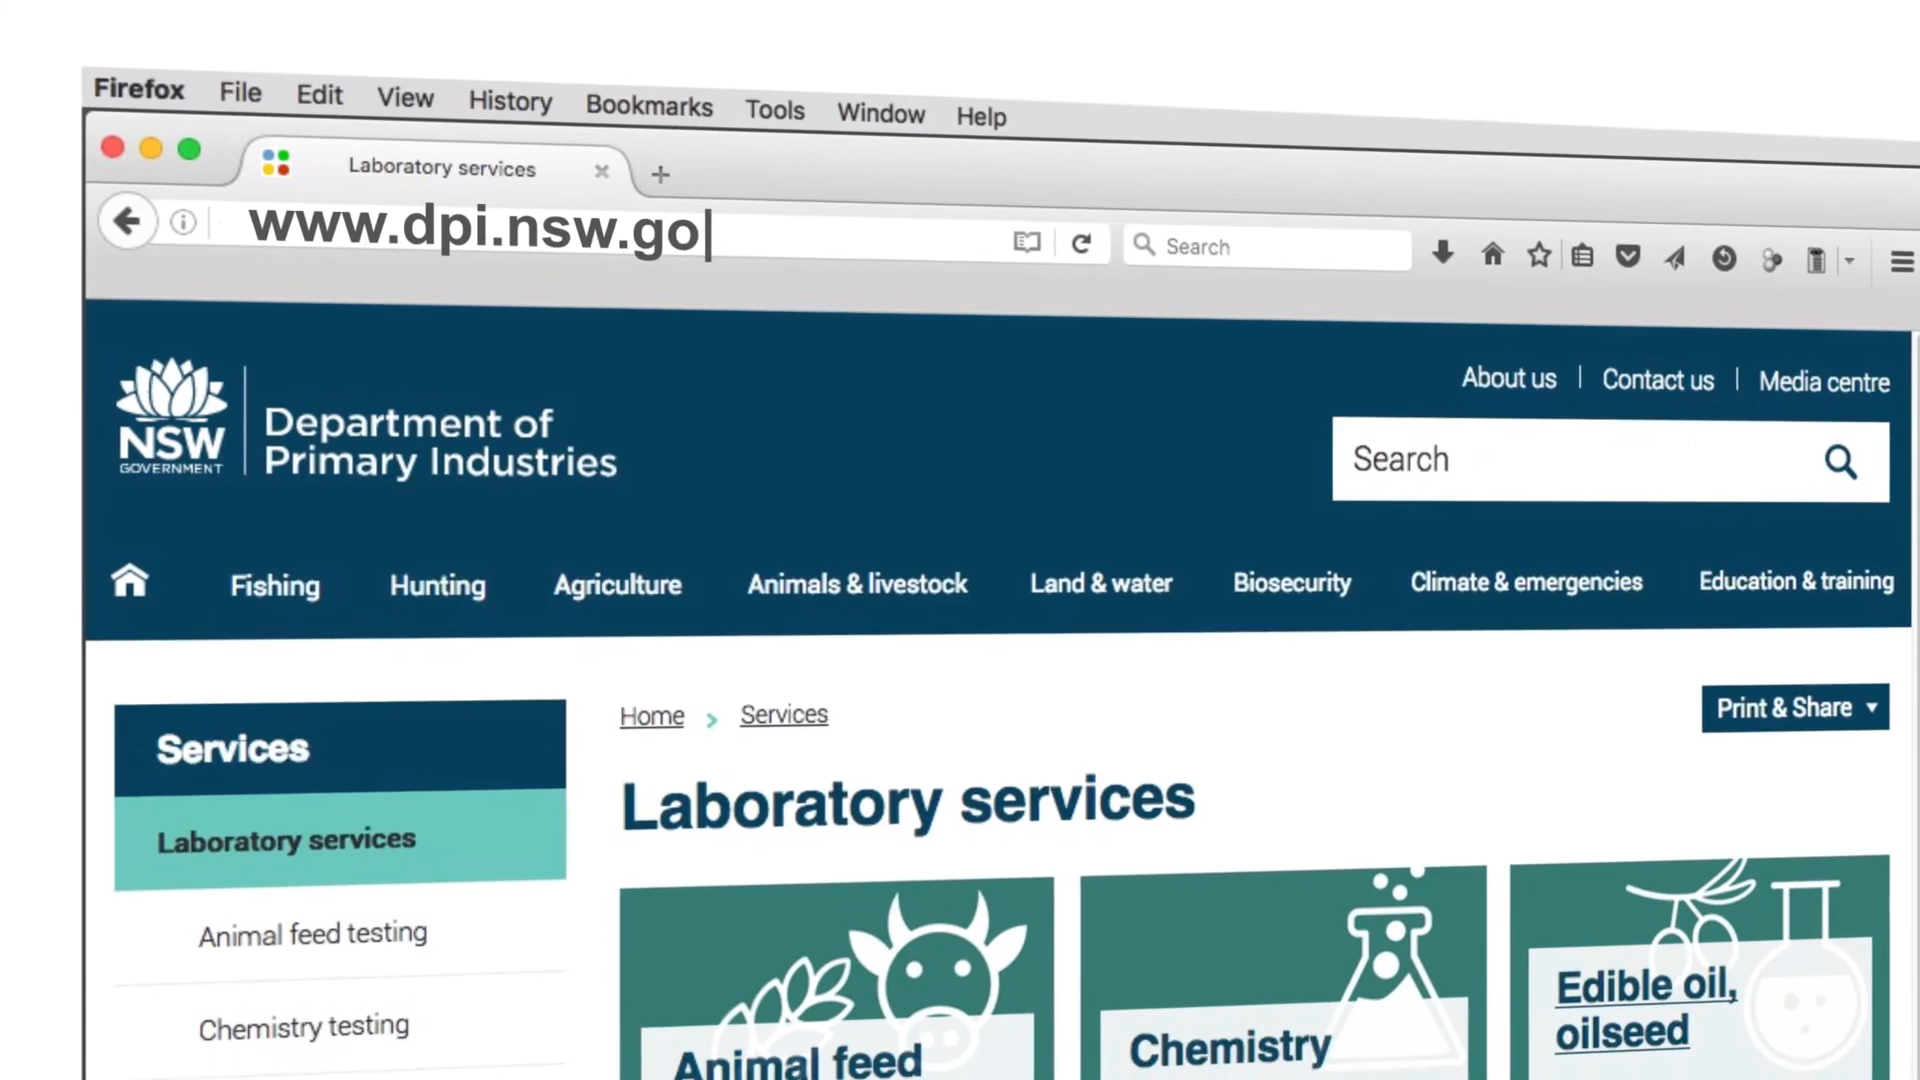 Firefox File Edit View History Bookmarks Tools Window Help
Laboratory services
www.dpi.nsw.go
Search
About us Contact us Media centre
NSW
GOVERNMENT
Department of
Primary Industries
Search
Fishing Hunting Agriculture Animals & livestock Land & water Biosecurity Climate & emergencies Education & training
Services
Laboratory services
Animal feed testing
Chemistry testing
Home > Services
Print & Share
Laboratory services
Animal feed
Chemistry
Edible oil,
oilseed